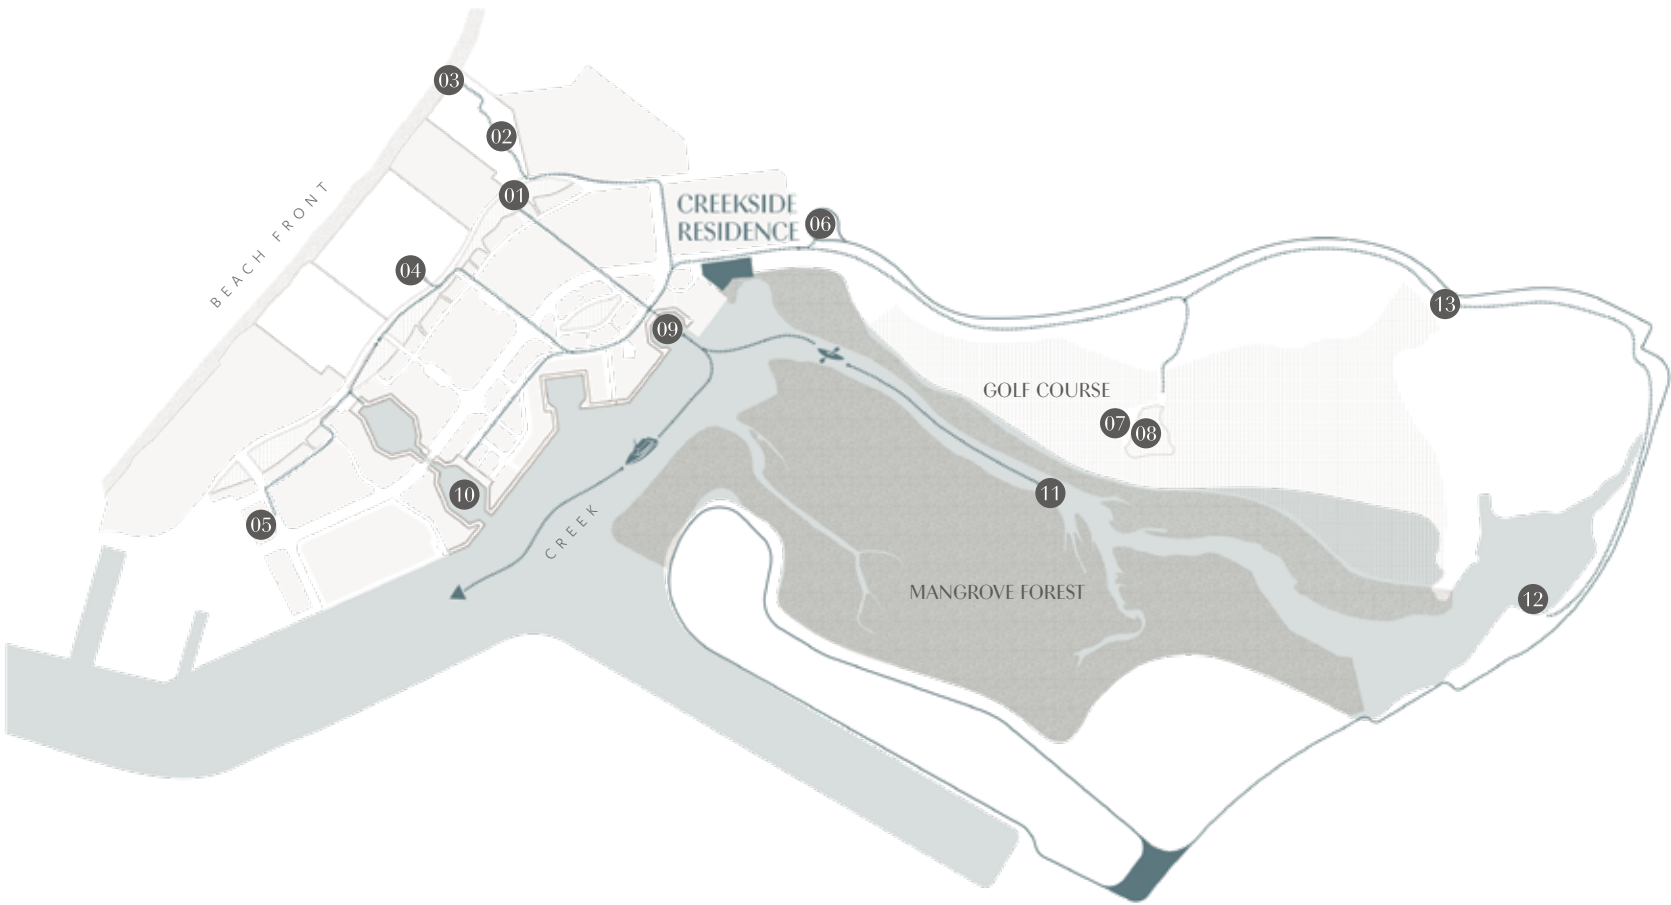 03
02
01
CREEKSIDE
RESIDENCE
06
BEACH FRONT
04
13
09
GOLF COURSE
07
08
10
11
05
CREEK
MANGROVE FOREST
12